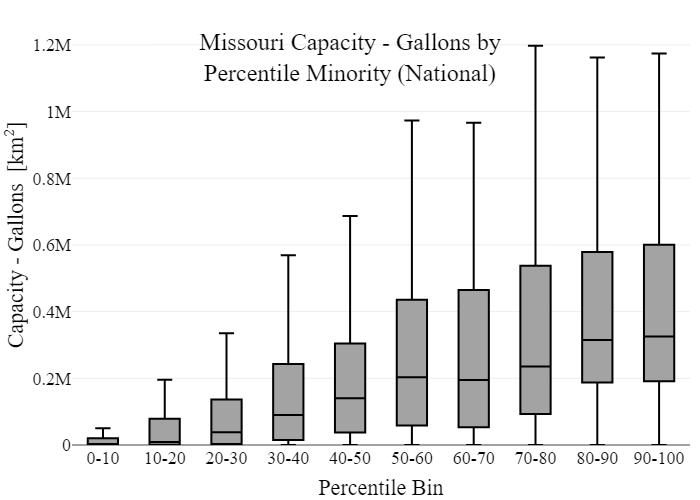 Missouri Capacity - Gallons by
Percentile Minority (National)
Capacity - Gallons [km²]
1.2M
1M
0.8M
0.6M
0.4M
0.2M
0
0-10 10-20 20-30 30-40 40-50 50-60 60-70 70-80 80-90 90-100
Percentile Bin